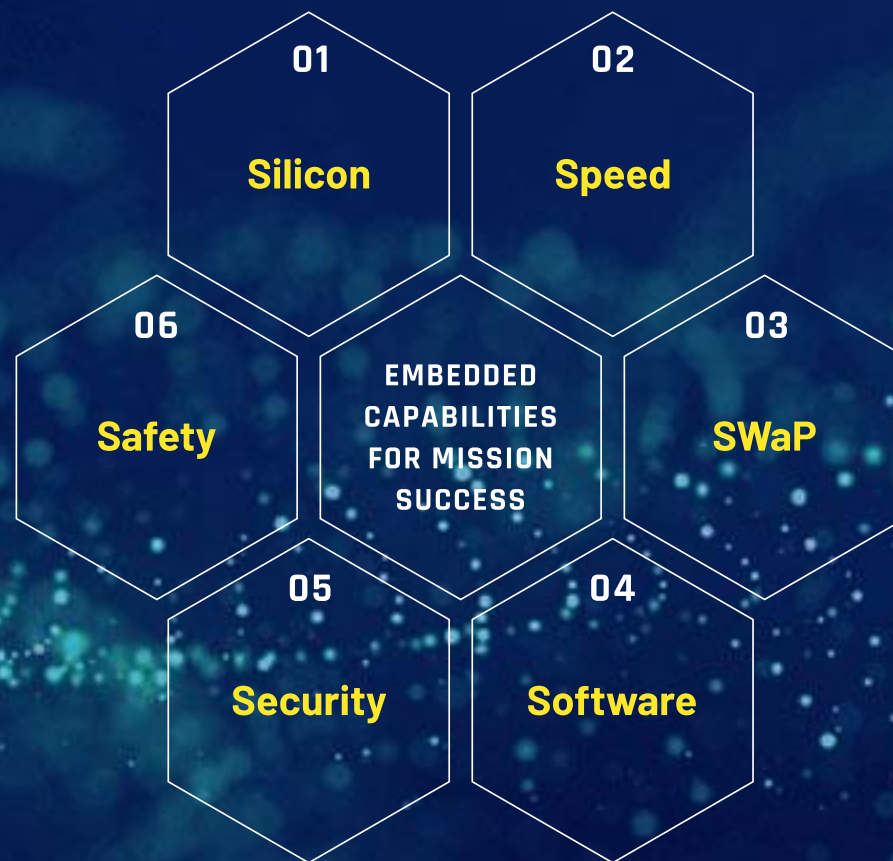 01
Silicon
02
Speed
03
SWaP
04
Software
05
Security
06
Safety
EMBEDDED
CAPABILITIES
FOR MISSION
SUCCESS